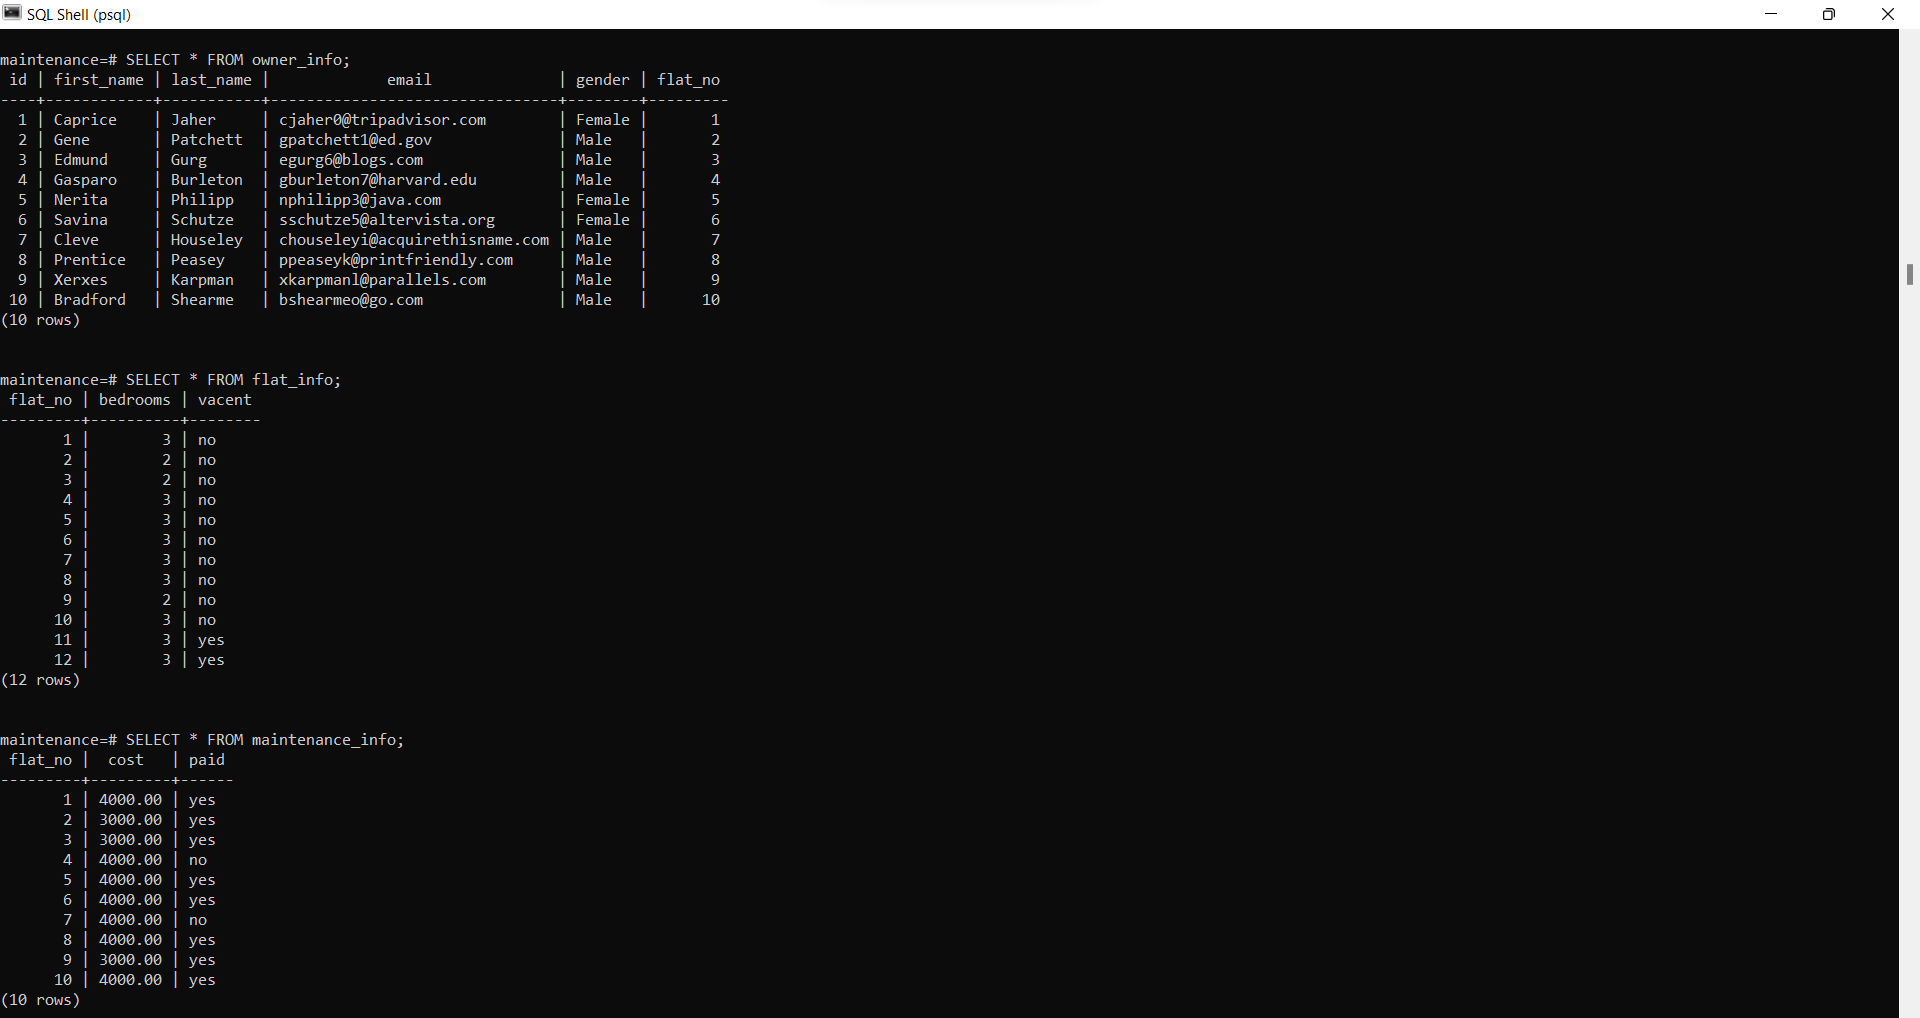 SQL Shell (psql)
maintenance=# SELECT * FROM owner_info;
 id | first_name | last_name |             email              | gender | flat_no
----+------------+-----------+--------------------------------+--------+---------
  1 | Caprice    | Jaher     | cjaher0@tripadvisor.com        | Female |       1
  2 | Gene       | Patchett  | gpatchett1@ed.gov              | Male   |       2
  3 | Edmund     | Gurg      | egurg6@blogs.com               | Male   |       3
  4 | Gasparo    | Burleton  | gburleton7@harvard.edu         | Male   |       4
  5 | Nerita     | Philipp   | nphilipp3@java.com             | Female |       5
  6 | Savina     | Schutze   | sschutze5@altervista.org       | Female |       6
  7 | Cleve      | Houseley  | chouseleyi@acquirethisname.com | Male   |       7
  8 | Prentice   | Peasey    | ppeaseyk@printfriendly.com     | Male   |       8
  9 | Xerxes     | Karpman   | xkarpmanl@parallels.com        | Male   |       9
 10 | Bradford   | Shearme   | bshearmeo@go.com               | Male   |      10
(10 rows)
maintenance=# SELECT * FROM flat_info;
 flat_no | bedrooms | vacent
---------+----------+--------
       1 |        3 | no
       2 |        2 | no
       3 |        2 | no
       4 |        3 | no
       5 |        3 | no
       6 |        3 | no
       7 |        3 | no
       8 |        3 | no
       9 |        2 | no
      10 |        3 | no
      11 |        3 | yes
      12 |        3 | yes
(12 rows)
maintenance=# SELECT * FROM maintenance_info;
 flat_no |  cost   | paid
---------+---------+------
       1 | 4000.00 | yes
       2 | 3000.00 | yes
       3 | 3000.00 | yes
       4 | 4000.00 | no
       5 | 4000.00 | yes
       6 | 4000.00 | yes
       7 | 4000.00 | no
       8 | 4000.00 | yes
       9 | 3000.00 | yes
      10 | 4000.00 | yes
(10 rows)